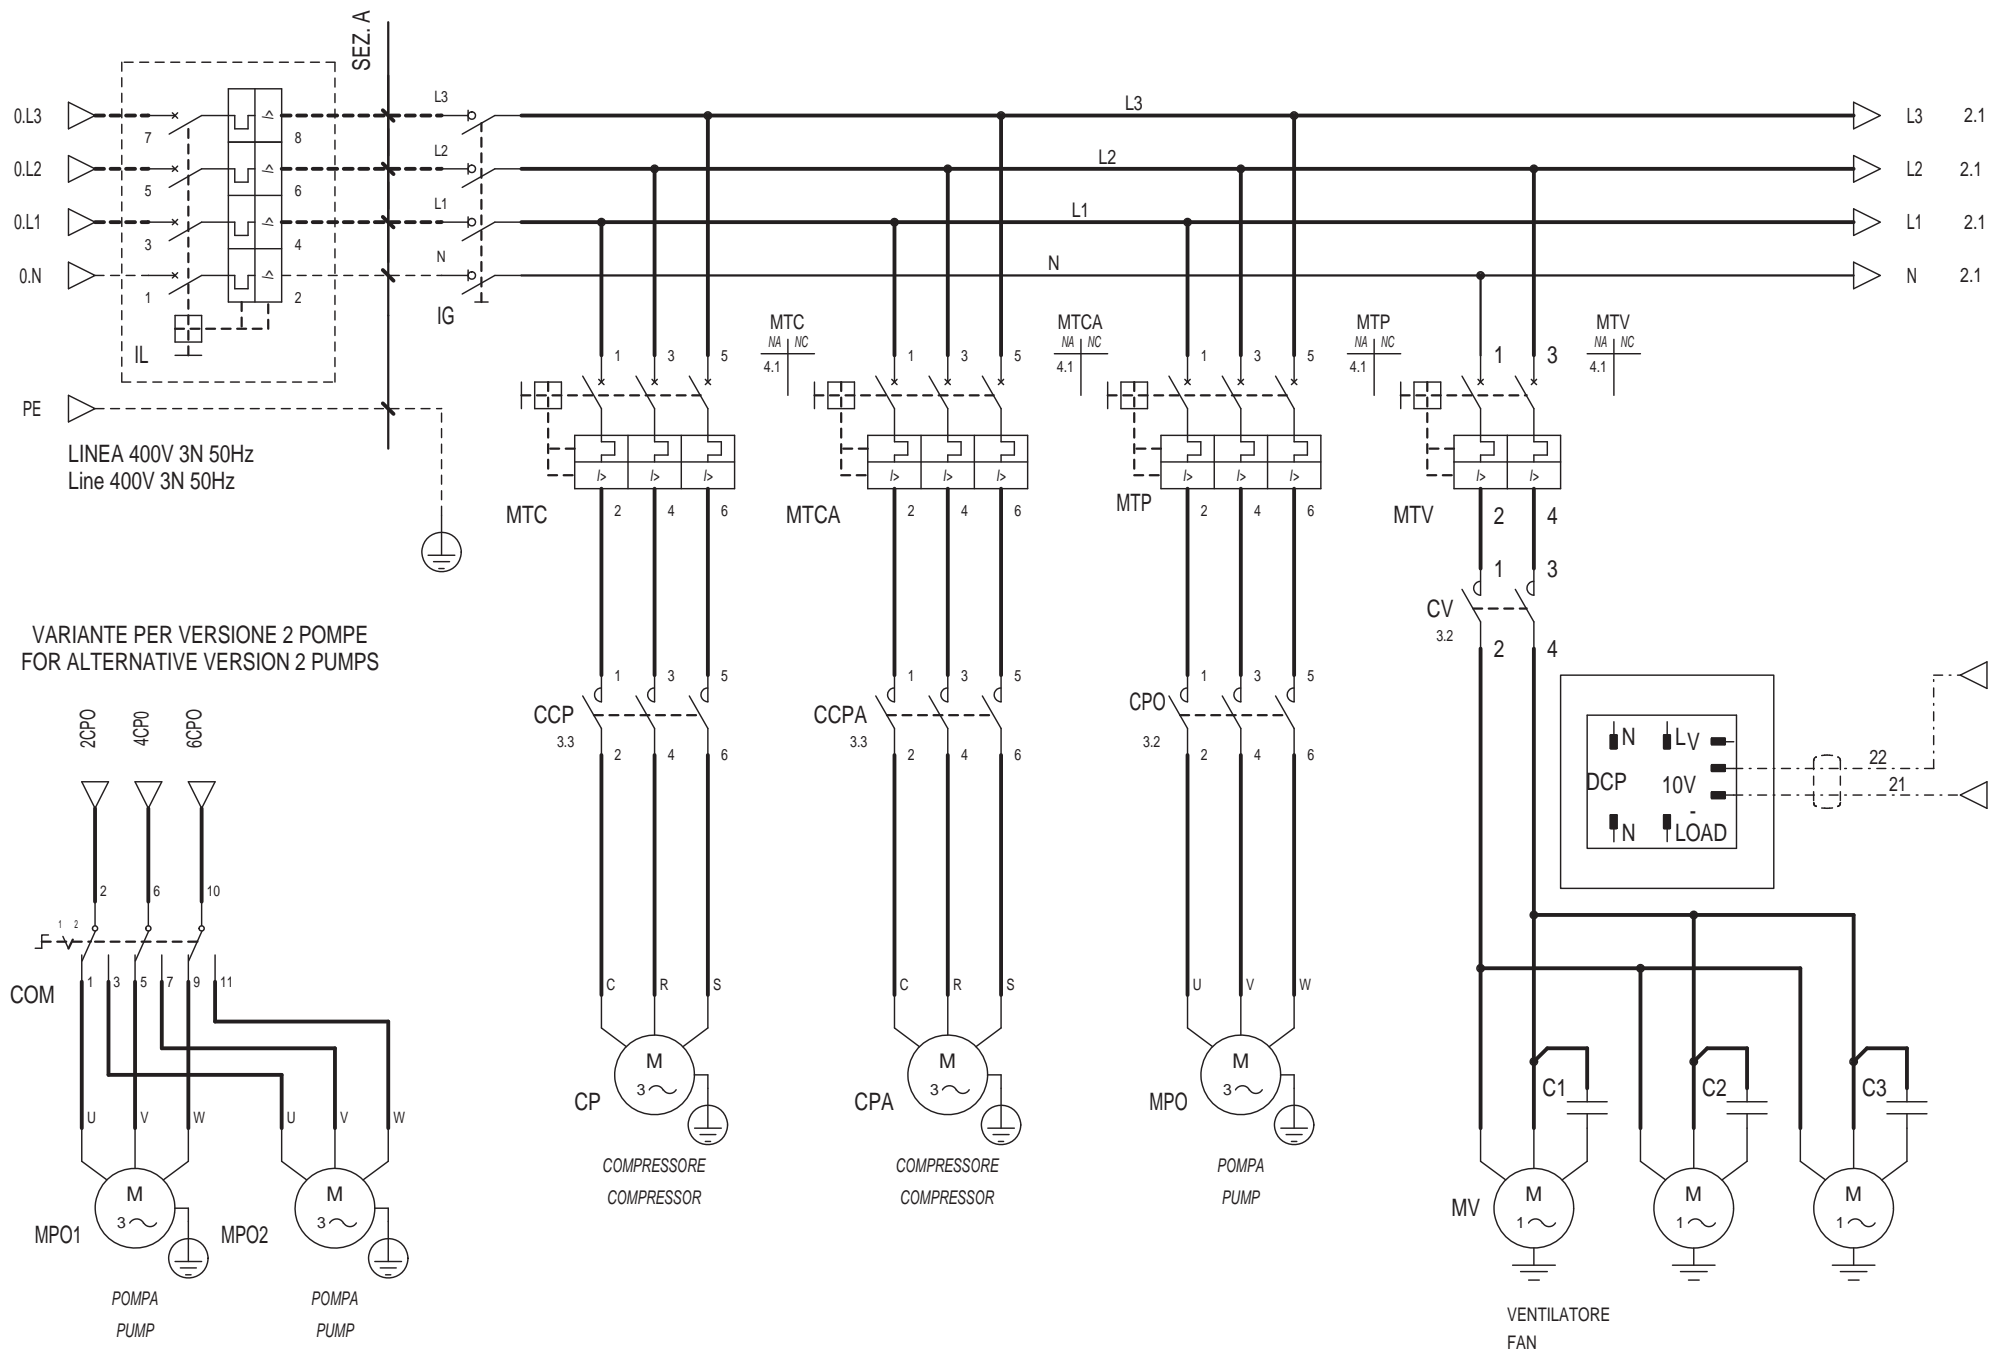 SEZ. A
0.L3
7
8
L3
L3
L3 2.1
0.L2
5
6
L2
L2
L2 2.1
0.L1
3
4
L1
L1
L1 2.1
0.N
1
2
N
N
N 2.1
IL
IG
PE
LINEA 400V 3N 50Hz
Line 400V 3N 50Hz
MTC
NA NC
4.1
MTCA
NA NC
4.1
MTP
NA NC
4.1
MTV
NA NC
4.1
1 3 5
1 3 5
1 3 5
1 3
I> I> I>
I> I> I>
I> I> I>
I> I>
MTC
2 4 6
MTCA
2 4 6
MTP
2 4 6
MTV
2 4
1 3
CV
3.2
2 4
VARIANTE PER VERSIONE 2 POMPE
FOR ALTERNATIVE VERSION 2 PUMPS
2CPO
4CP0
6CPO
1 3 5
CCP
3.3
2 4 6
1 3 5
CCPA
3.3
2 4 6
1 3 5
CPO
3.2
2 4 6
N L V
DCP 10V
-
N LOAD
22
21
2 6 10
1 2
COM
1 3 5 7 9 11
U V W
U V W
C R S
C R S
U V W
M
3
CP
COMPRESSORE
COMPRESSOR
M
3
CPA
COMPRESSORE
COMPRESSOR
M
3
MPO
POMPA
PUMP
C1
C2
C3
M
3
MPO1
POMPA
PUMP
M
3
MPO2
POMPA
PUMP
MV
M
1
M
1
M
1
VENTILATORE
FAN